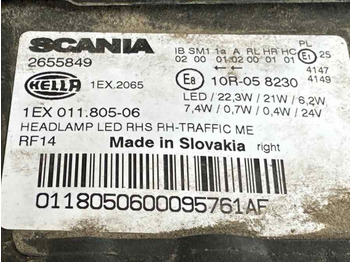 SCANIA
2655849
HELLA
1EX.2065
IB SM1 1a A RL HR HC PL
02 00 01 02 00 01 01
E1 25
4147
4149
E8 10R-05 8230
LED / 22,3W / 21W / 6,2W
7,4W / 0,7W / 0,4W / 24V
1EX 011.805-06
HEADLAMP LED RHS RH-TRAFFIC ME
RF14
Made in Slovakia right
0118050600095761AF